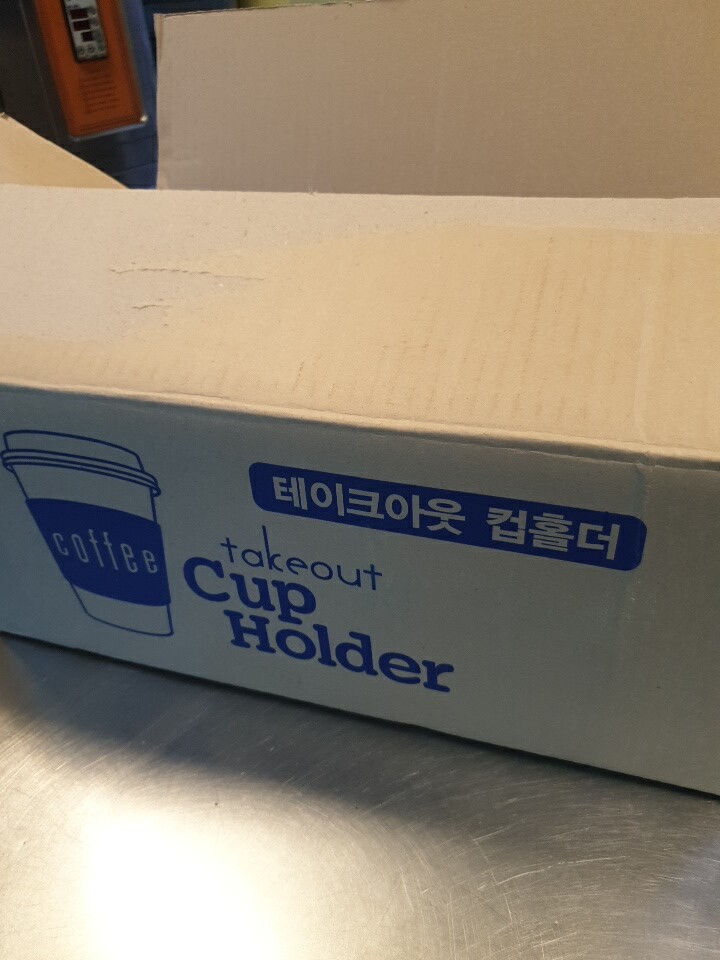 테이크아웃 컵홀더
coffee
takeout
Cup
Holder